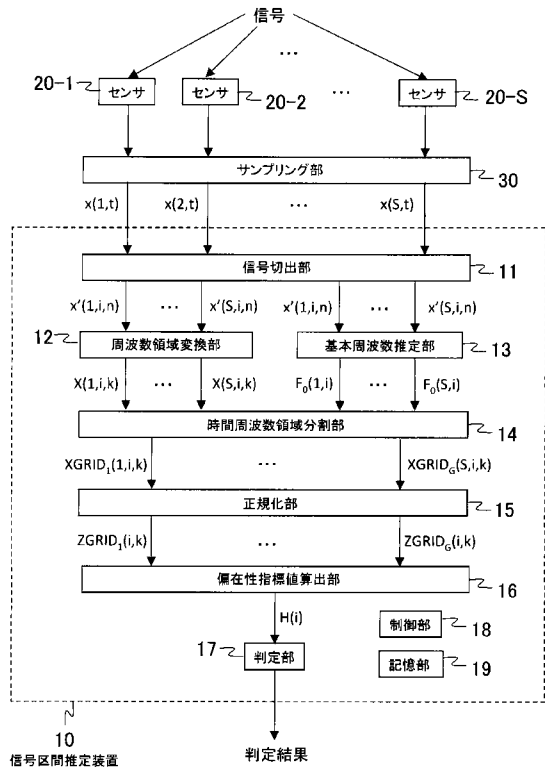 信号
…
20-1 センサ センサ 20-2 … センサ 20-S
サンプリング部 30
x(1,t) x(2,t) … x(S,t)
信号切出部 11
x'(1,i,n) … x'(S,i,n) x'(1,i,n) … x'(S,i,n)
12 周波数領域変換部 基本周波数推定部 13
X(1,i,k) … X(S,i,k) F₀(1,i) … F₀(S,i)
時間周波数領域分割部 14
XGRID₁(1,i,k) … XGRID_G(S,i,k)
正規化部 15
ZGRID₁(i,k) … ZGRID_G(i,k)
偏在性指標値算出部 16
H(i)
制御部 18
17 判定部
記憶部 19
10
信号区間推定装置
判定結果